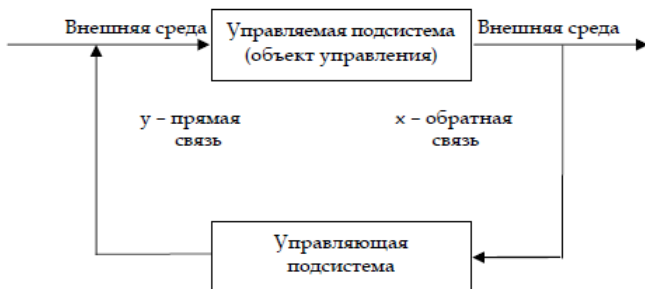 Внешняя среда
Управляемая подсистема
(объект управления)
Внешняя среда
y – прямая
связь
x – обратная
связь
Управляющая
подсистема